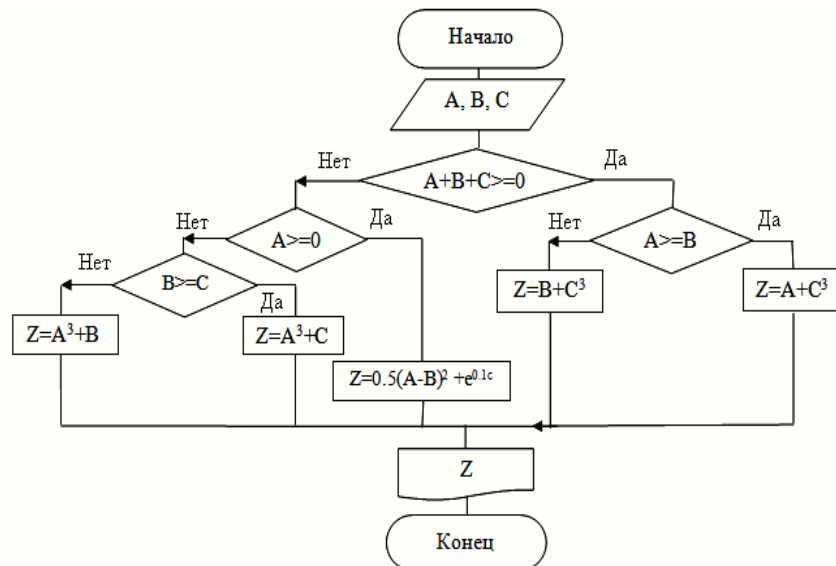 Начало
A, B, C
Нет
Да
A+B+C>=0
Нет
Да
Нет
Да
A>=0
A>=B
Нет
B>=C
Да
Z=B+C³
Z=A+C³
Z=A³+B
Z=A³+C
Z=0.5(A-B)² +e⁰·¹ᶜ
Z
Конец